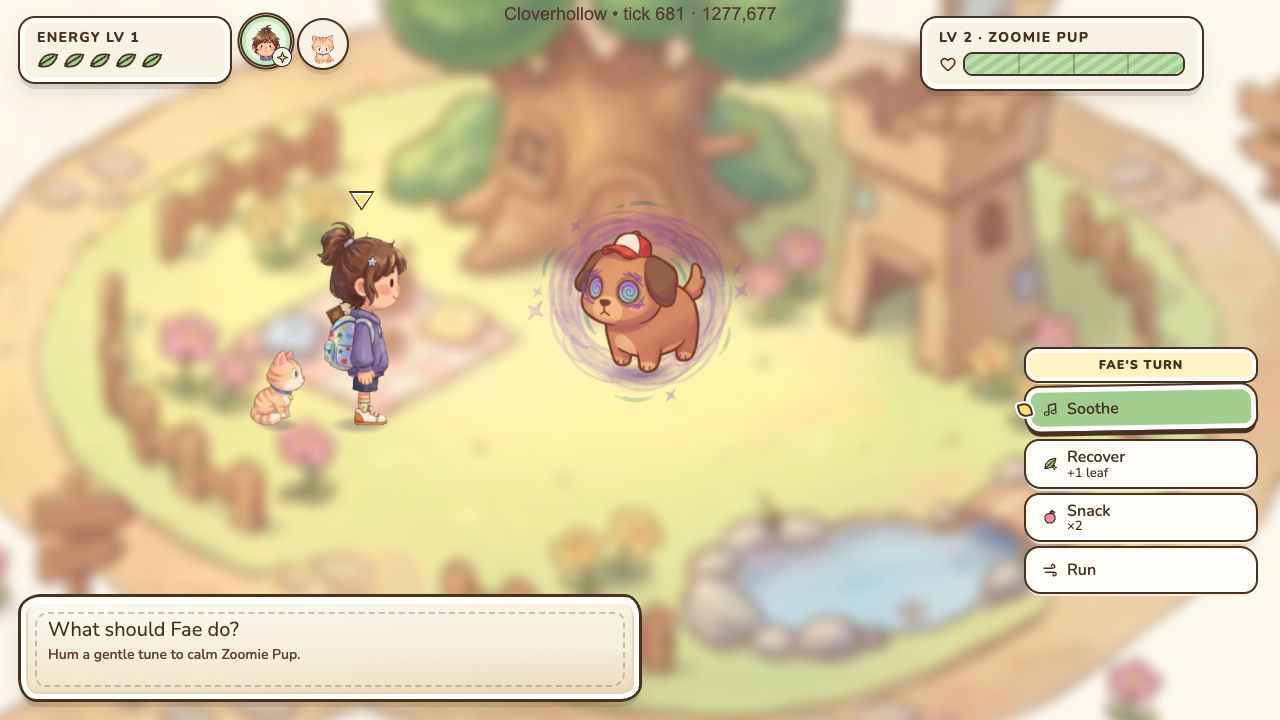 Cloverhollow • tick 681 · 1277,677
ENERGY LV 1
LV 2 · ZOOMIE PUP
FAE'S TURN
Soothe
Recover
+1 leaf
Snack
×2
Run
What should Fae do?
Hum a gentle tune to calm Zoomie Pup.